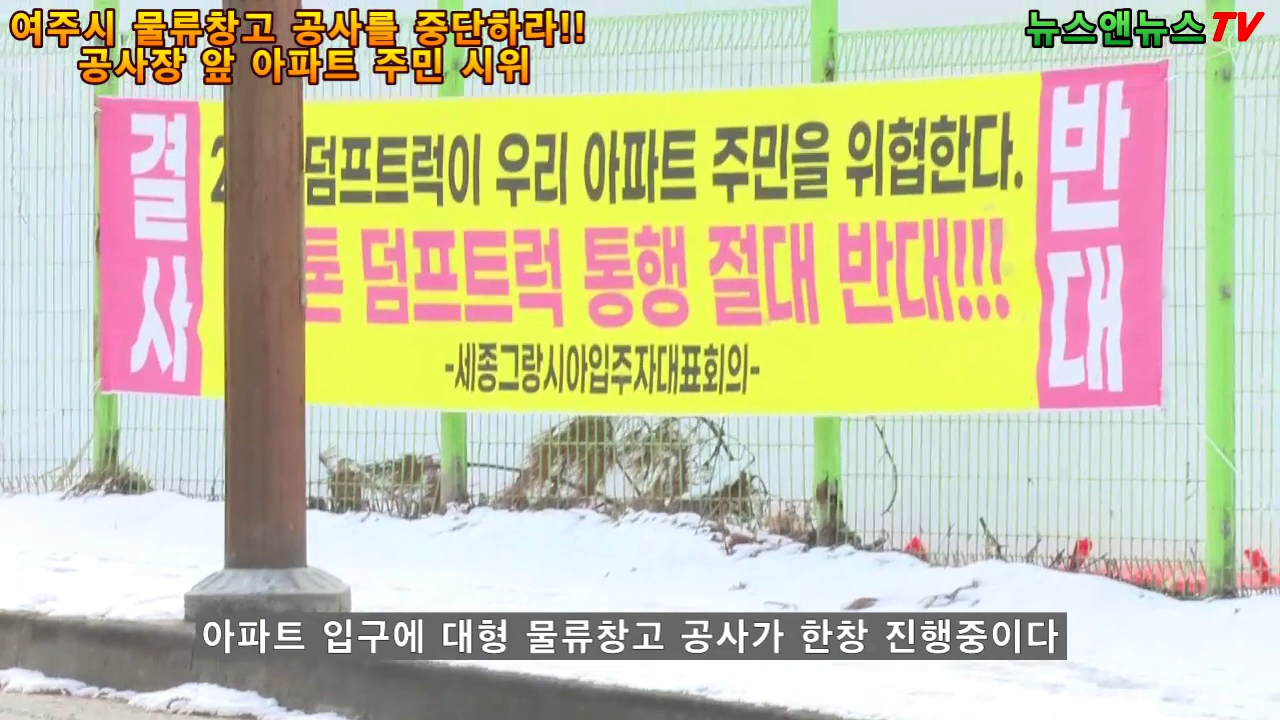 여주시 물류창고 공사를 중단하라!!
공사장 앞 아파트 주민 시위
뉴스앤뉴스TV
결사
덤프트럭이 우리 아파트 주민을 위협한다.
톤 덤프트럭 통행 절대 반대!!!
-세종그랑시아입주자대표회의-
반대
아파트 입구에 대형 물류창고 공사가 한창 진행중이다